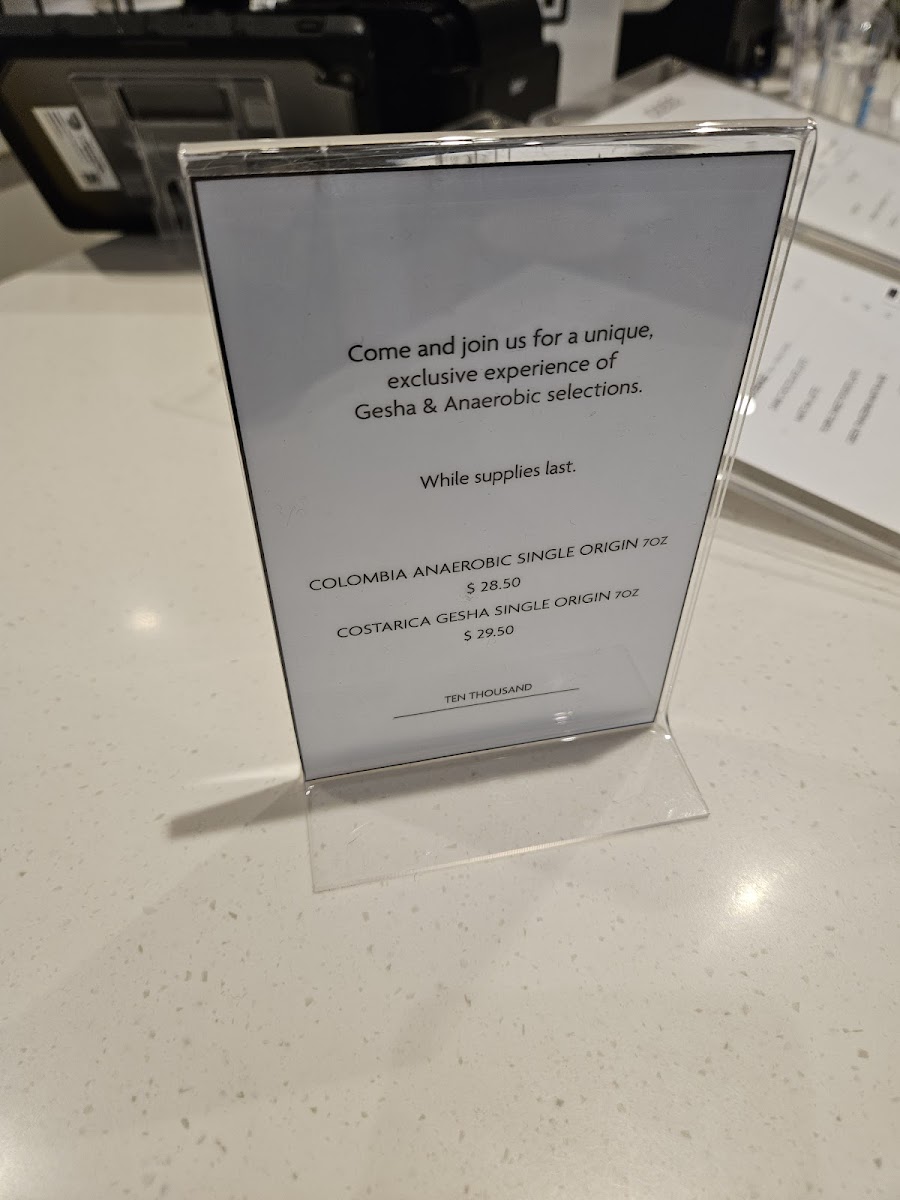 Come and join us for a unique,
exclusive experience of
Gesha & Anaerobic selections.
While supplies last.
COLOMBIA ANAEROBIC SINGLE ORIGIN 7OZ
$ 28.50
COSTARICA GESHA SINGLE ORIGIN 7OZ
$ 29.50
TEN THOUSAND